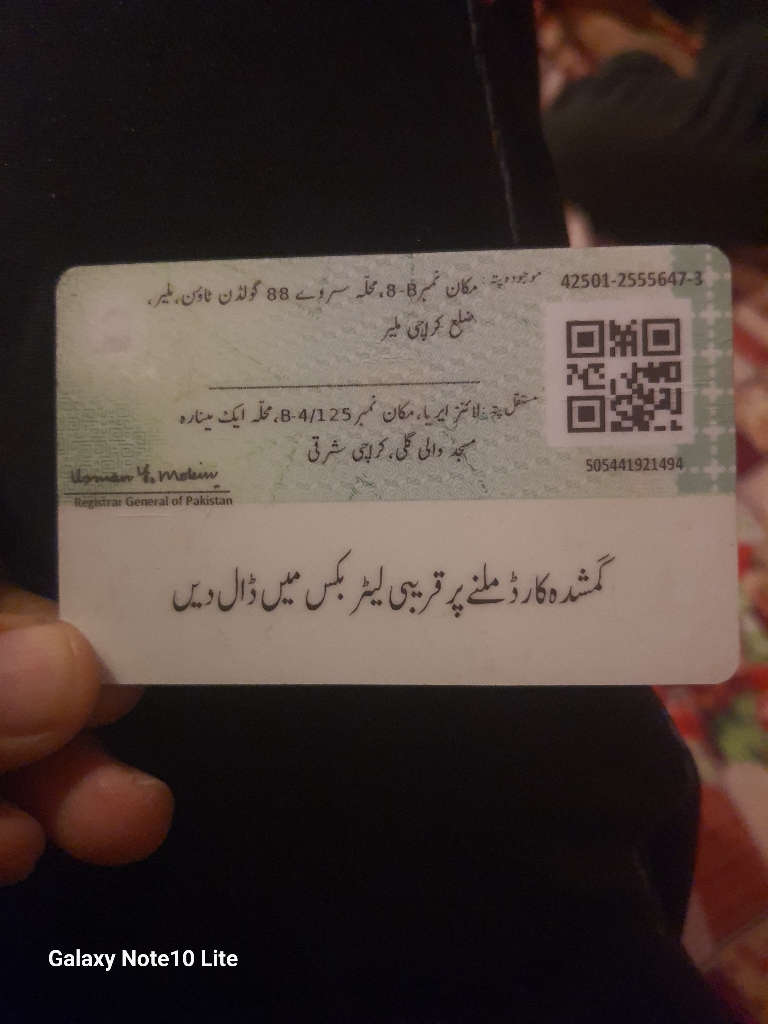 42501-2555647-3
موجودہ پتہ: مکان نمبر 8-B، محلّہ سروے 88 گولڈن ٹاؤن، ملیر،
ضلع کراچی ملیر
مستقل پتہ: لائنز ایریا، مکان نمبر B-4/125، محلّہ ایک مینارہ
مسجد والی گلی، کراچی شرقی
505441921494
Usman Y. Mobin
Registrar General of Pakistan
گمشدہ کارڈ ملنے پر قریبی لیٹر بکس میں ڈال دیں
Galaxy Note10 Lite